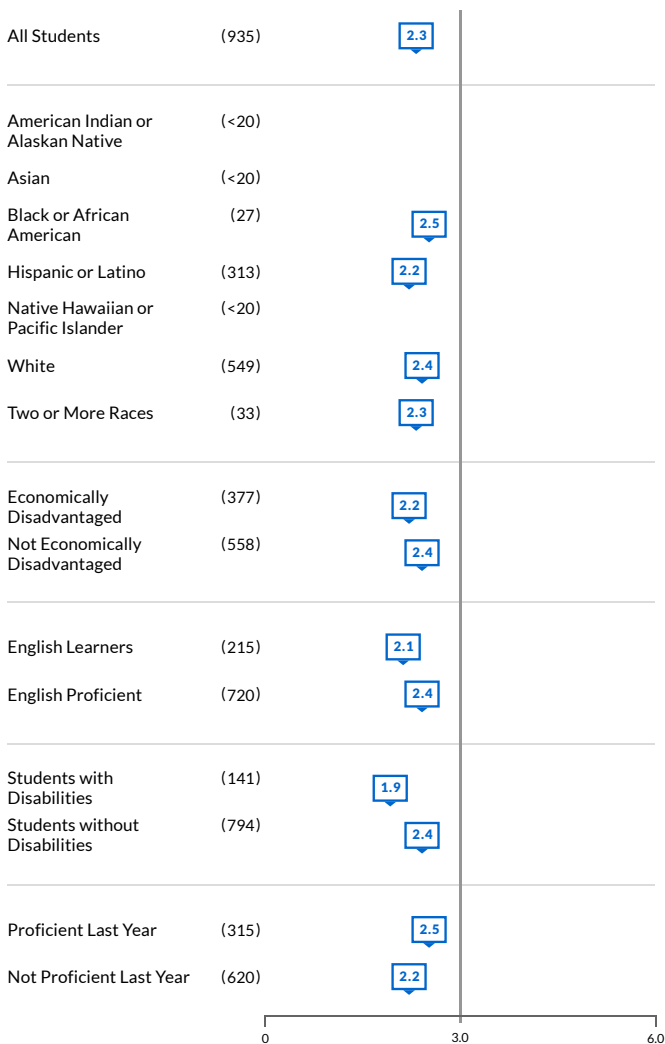 All Students (935) 2.3
American Indian or (<20)
Alaskan Native
Asian (<20)
Black or African (27) 2.5
American
Hispanic or Latino (313) 2.2
Native Hawaiian or (<20)
Pacific Islander
White (549) 2.4
Two or More Races (33) 2.3
Economically (377) 2.2
Disadvantaged
Not Economically (558) 2.4
Disadvantaged
English Learners (215) 2.1
English Proficient (720) 2.4
Students with (141) 1.9
Disabilities
Students without (794) 2.4
Disabilities
Proficient Last Year (315) 2.5
Not Proficient Last Year (620) 2.2
0 3.0 6.0